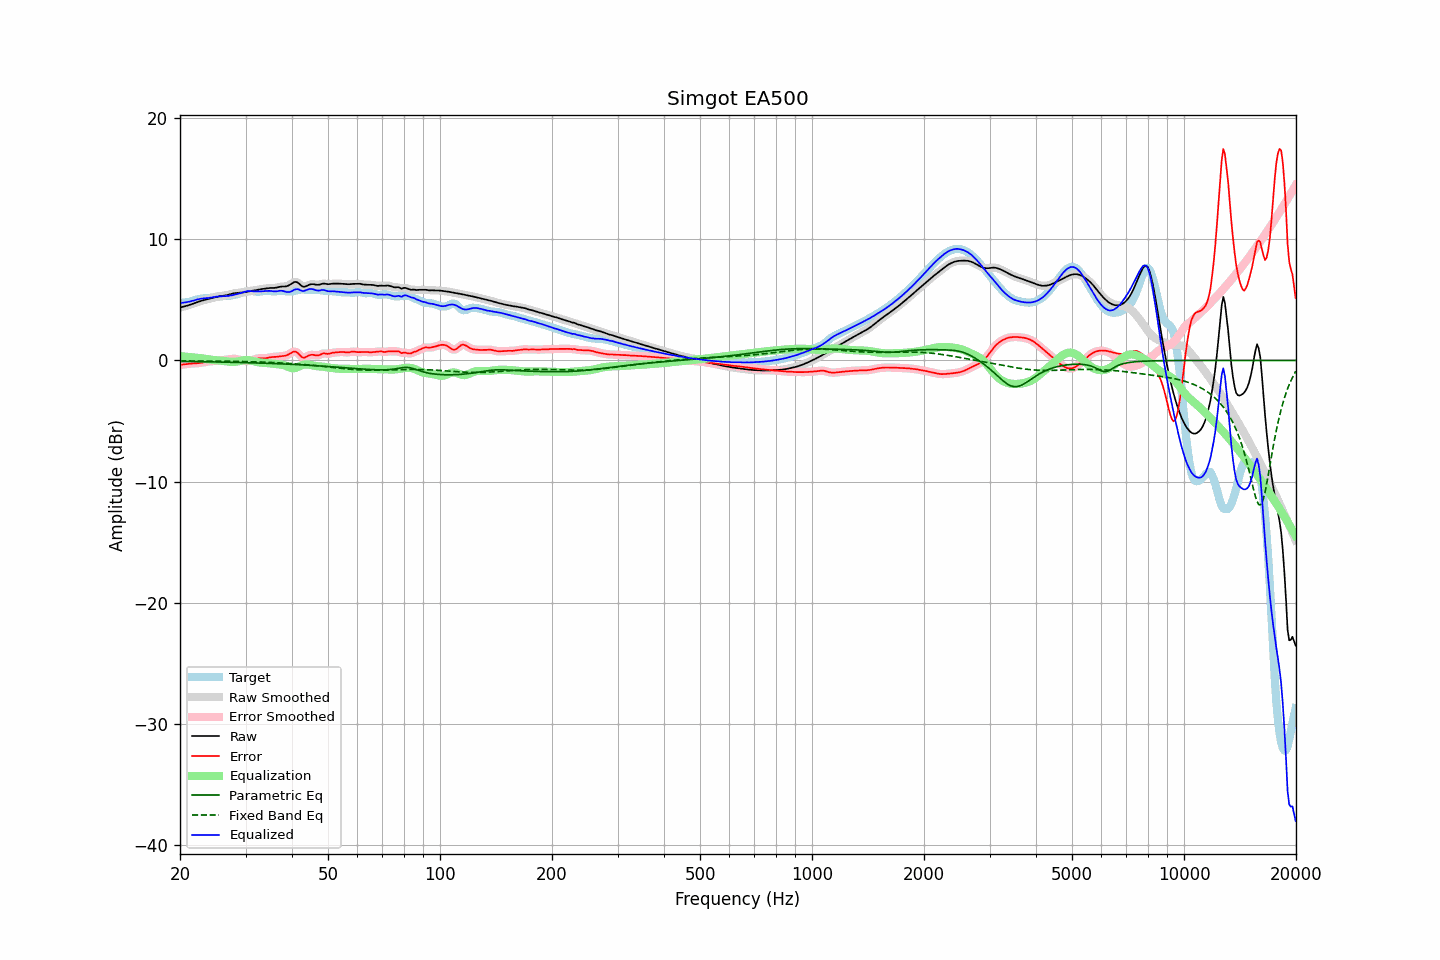 Simgot EA500
20
10
0
−10
−20
−30
−40
Amplitude (dBr)
Target
Raw Smoothed
Error Smoothed
Raw
Error
Equalization
Parametric Eq
Fixed Band Eq
Equalized
20 50 100 200 500 1000 2000 5000 10000 20000
Frequency (Hz)